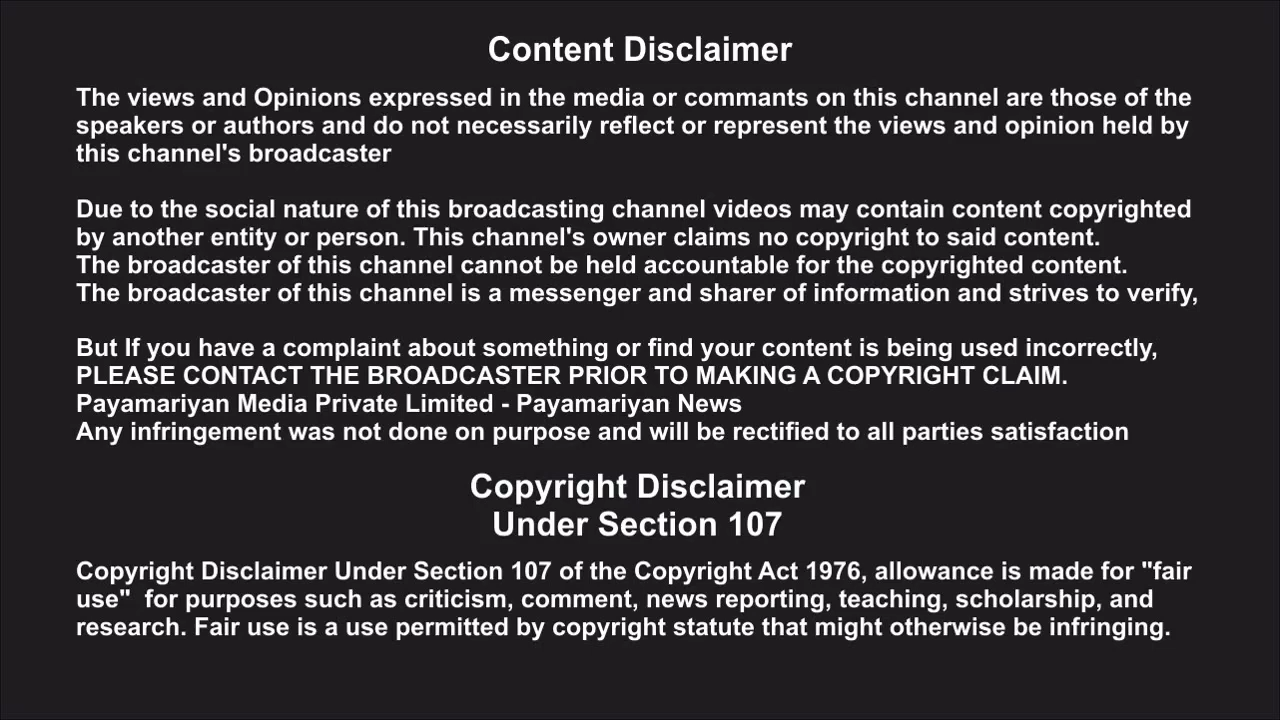 Content Disclaimer
The views and Opinions expressed in the media or commants on this channel are those of the
speakers or authors and do not necessarily reflect or represent the views and opinion held by
this channel's broadcaster
Due to the social nature of this broadcasting channel videos may contain content copyrighted
by another entity or person. This channel's owner claims no copyright to said content.
The broadcaster of this channel cannot be held accountable for the copyrighted content.
The broadcaster of this channel is a messenger and sharer of information and strives to verify,
But If you have a complaint about something or find your content is being used incorrectly,
PLEASE CONTACT THE BROADCASTER PRIOR TO MAKING A COPYRIGHT CLAIM.
Payamariyan Media Private Limited - Payamariyan News
Any infringement was not done on purpose and will be rectified to all parties satisfaction
Copyright Disclaimer
Under Section 107
Copyright Disclaimer Under Section 107 of the Copyright Act 1976, allowance is made for "fair
use"  for purposes such as criticism, comment, news reporting, teaching, scholarship, and
research. Fair use is a use permitted by copyright statute that might otherwise be infringing.